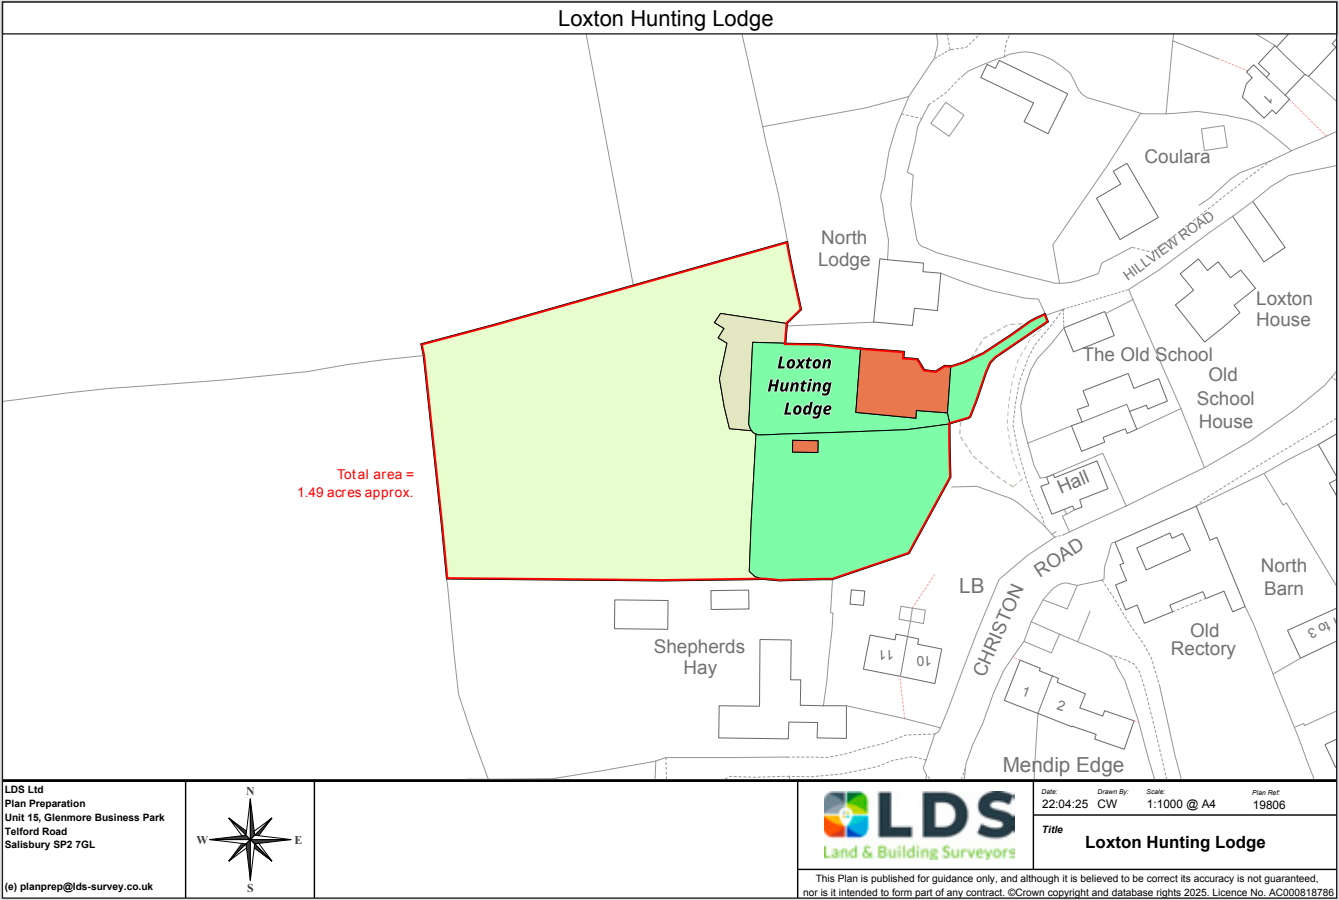 Loxton Hunting Lodge
1
Coulara
HILLVIEW ROAD
North
Lodge
Loxton
House
The Old School
Loxton
Hunting
Lodge
Old
School
House
Total area =
1.49 acres approx.
Hall
CHRISTON ROAD
LB
North
Barn
1 to 3
Old
Rectory
Shepherds
Hay
11
10
1
2
Mendip Edge
LDS Ltd
Plan Preparation
Unit 15, Glenmore Business Park
Telford Road
Salisbury SP2 7GL
(e) planprep@lds-survey.co.uk
N
W
E
S
LDS
Land & Building Surveyors
Date:
22:04:25
Drawn By:
CW
Scale:
1:1000 @ A4
Plan Ref:
19806
Title
Loxton Hunting Lodge
This Plan is published for guidance only, and although it is believed to be correct its accuracy is not guaranteed,
nor is it intended to form part of any contract. ©Crown copyright and database rights 2025. Licence No. AC000818786